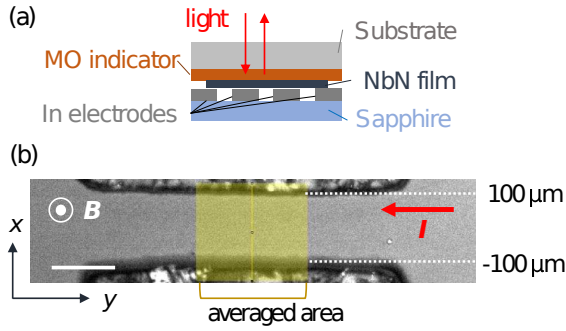 (a)
light
Substrate
MO indicator
NbN film
In electrodes
Sapphire
(b)
B
100 μm
I
x
-100 μm
y
averaged area